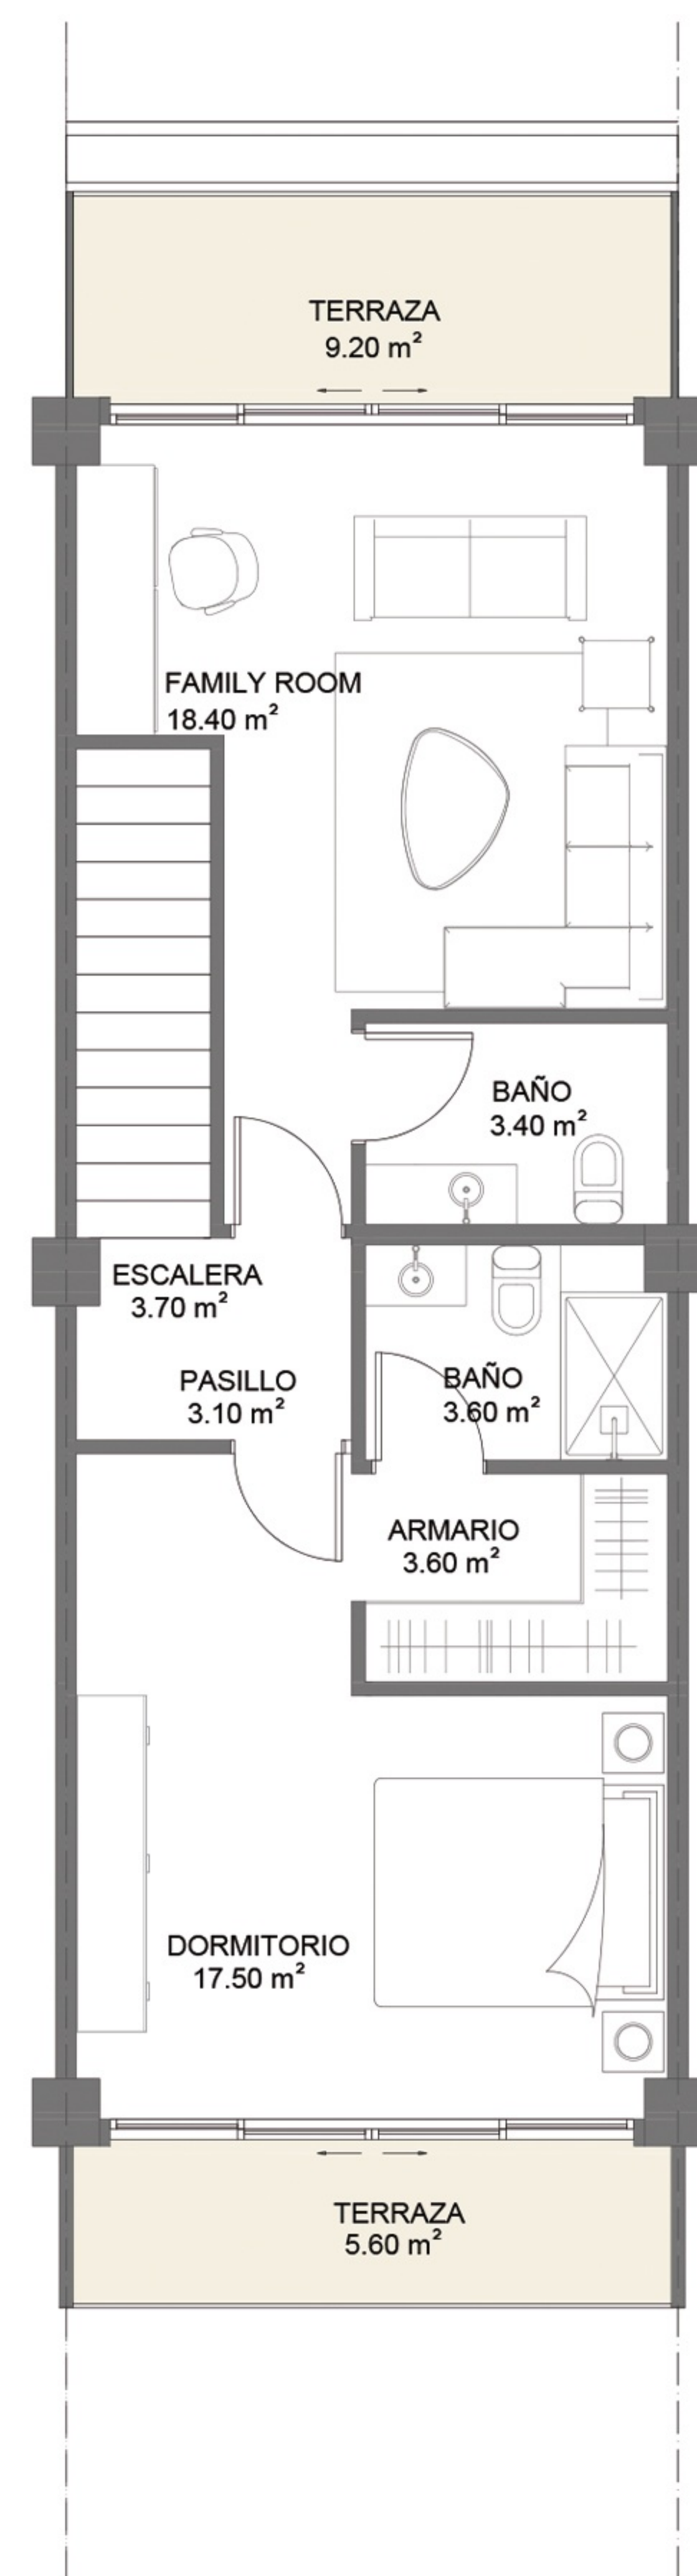 TERRAZA
9.20 m²
FAMILY ROOM
18.40 m²
BAÑO
3.40 m²
ESCALERA
3.70 m²
PASILLO
3.10 m²
BAÑO
3.60 m²
ARMARIO
3.60 m²
DORMITORIO
17.50 m²
TERRAZA
5.60 m²